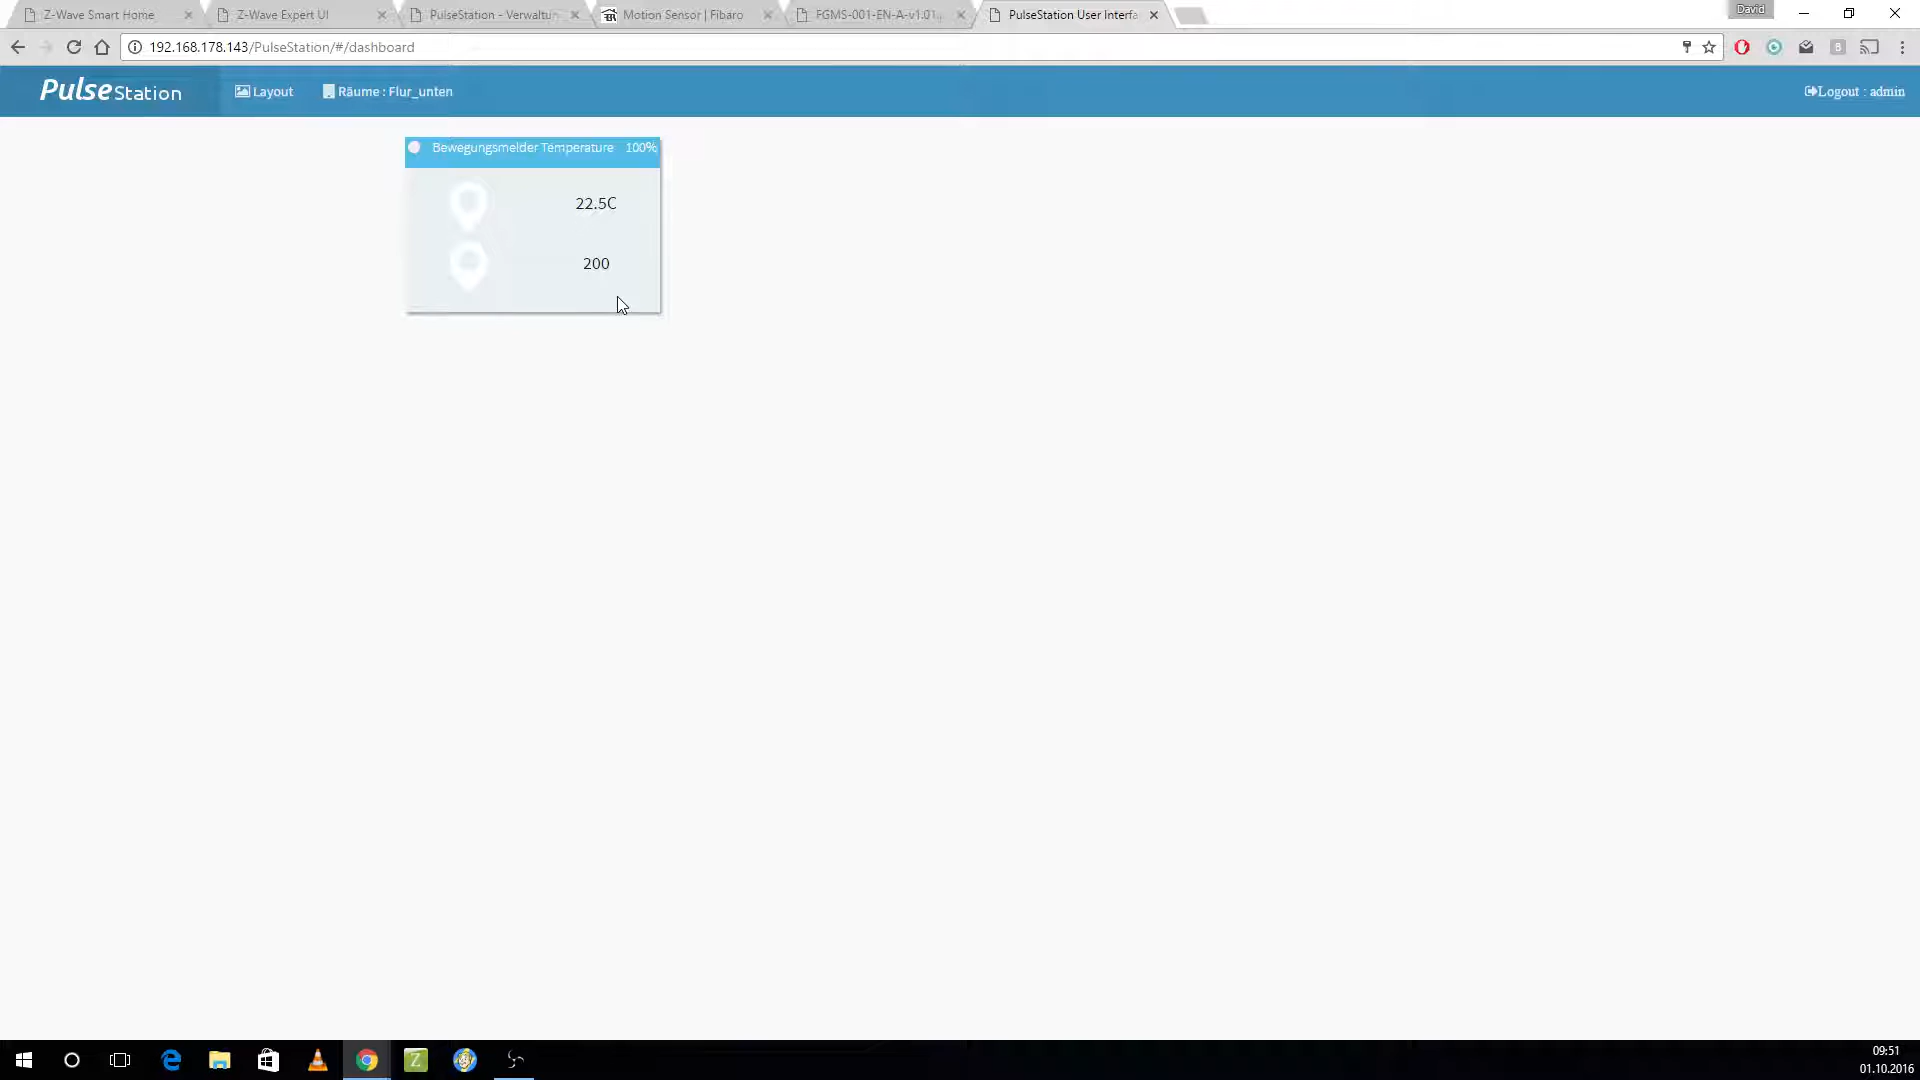 Z-Wave Smart Home
Z-Wave Expert UI
PulseStation - Verwaltun
Motion Sensor | Fibaro
FGMS-001-EN-A-v1.01.
PulseStation User Interfa
David
192.168.178.143/PulseStation/#/dashboard
PulseStation
Layout
Räume : Flur_unten
Logout : admin
Bewegungsmelder Temperature 100%
22.5C
200
09:51
01.10.2016